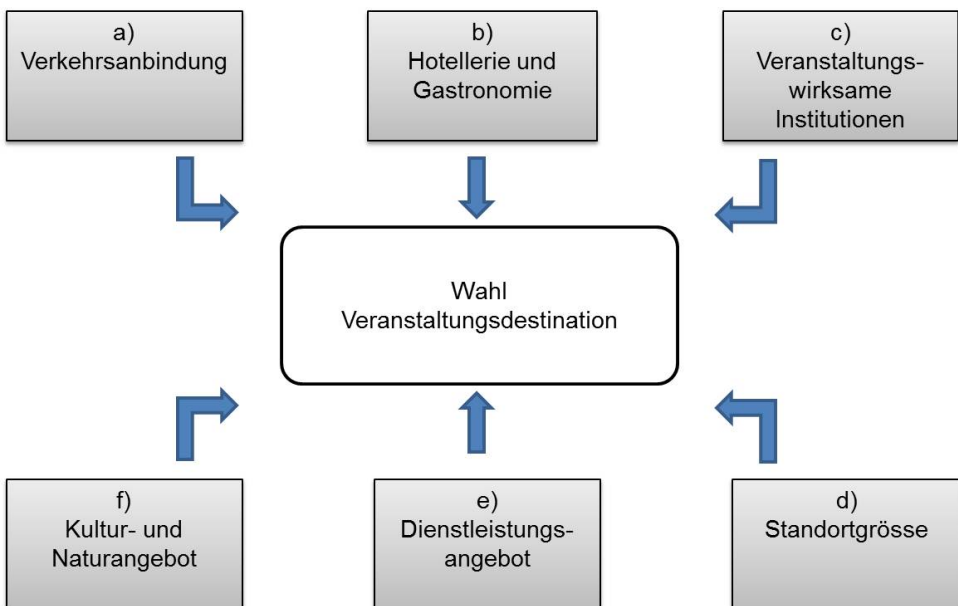 a)
Verkehrsanbindung
b)
Hotellerie und
Gastronomie
c)
Veranstaltungs-
wirksame
Institutionen
Wahl
Veranstaltungsdestination
f)
Kultur- und
Naturangebot
e)
Dienstleistungs-
angebot
d)
Standortgrösse